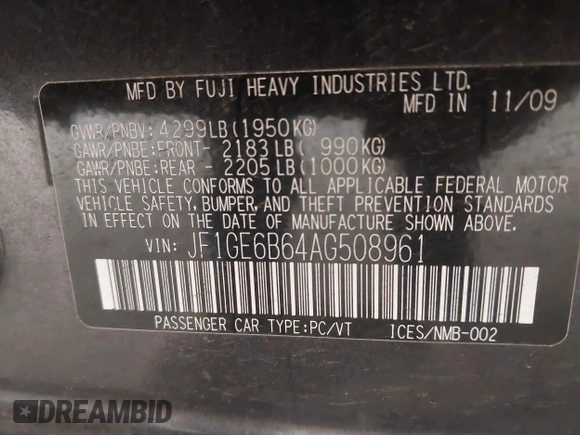 MFD BY FUJI HEAVY INDUSTRIES LTD.
MFD IN 11/09
GVWR/PNBV: 4299LB(1950KG)
GAWR/PNBE:FRONT- 2183LB( 990KG)
GAWR/PNBE:REAR - 2205LB(1000KG)
THIS VEHICLE CONFORMS TO ALL APPLICABLE FEDERAL MOTOR
VEHICLE SAFETY, BUMPER, AND THEFT PREVENTION STANDARDS
IN EFFECT ON THE DATE OF MANUFACTURE SHOWN ABOVE.
VIN: JF1GE6B64AG508961
PASSENGER CAR TYPE:PC/VT ICES/NMB-002
DREAMBID